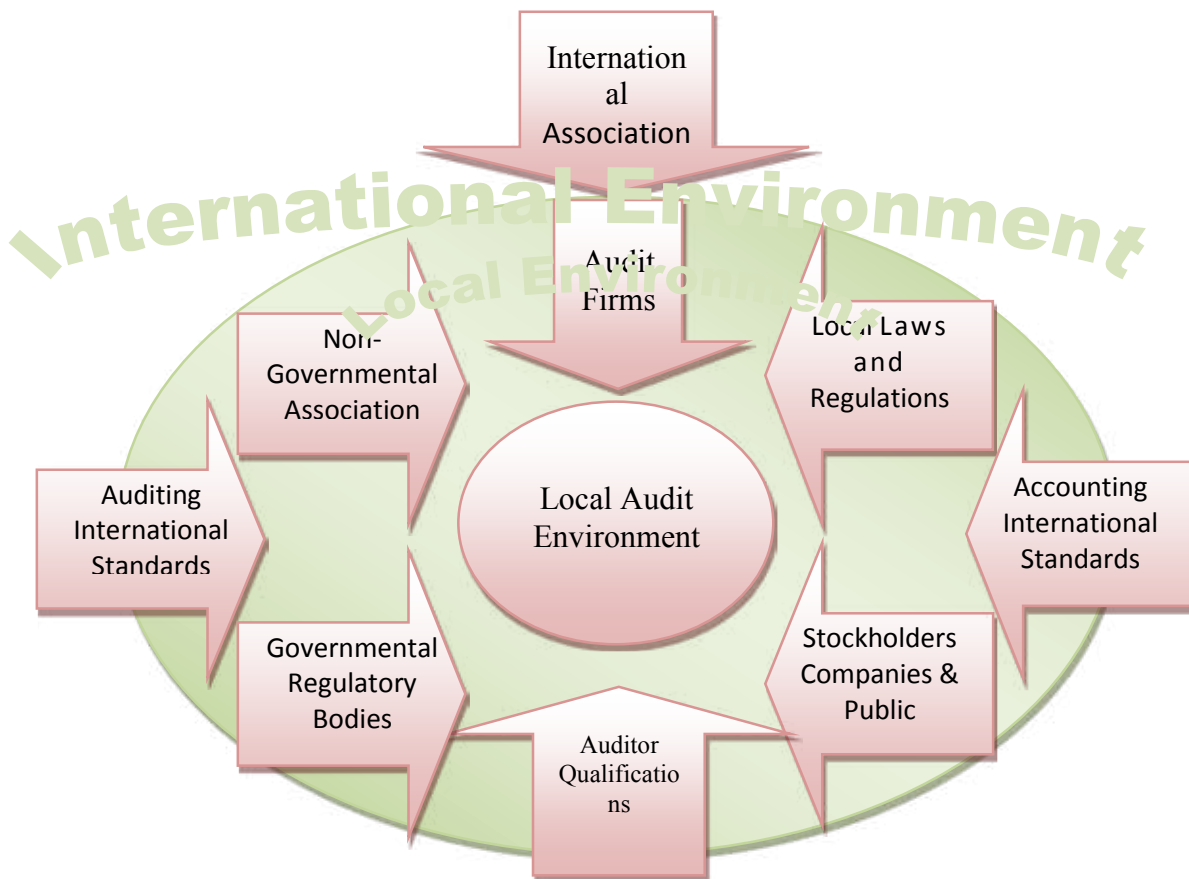 Internation
al
Association
International Environment
Local Environment
Audit
Firms
Non-
Governmental
Association
Local Laws
and
Regulations
Auditing
International
Standards
Local Audit
Environment
Accounting
International
Standards
Governmental
Regulatory
Bodies
Stockholders
Companies &
Public
Auditor
Qualificatio
ns